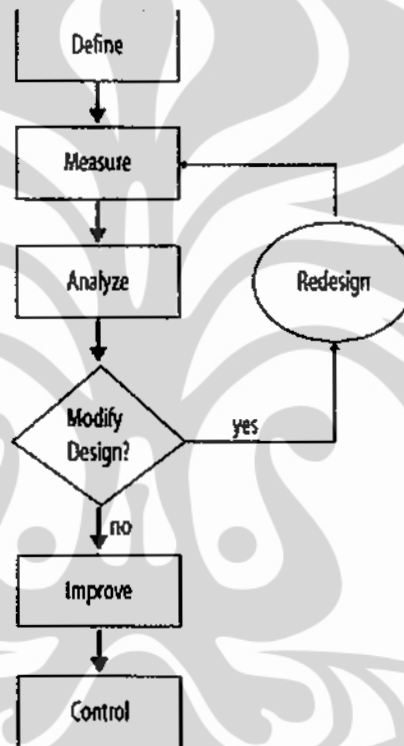 Define
Measure
Analyze
Redesign
Modify
Design?
yes
no
Improve
Control